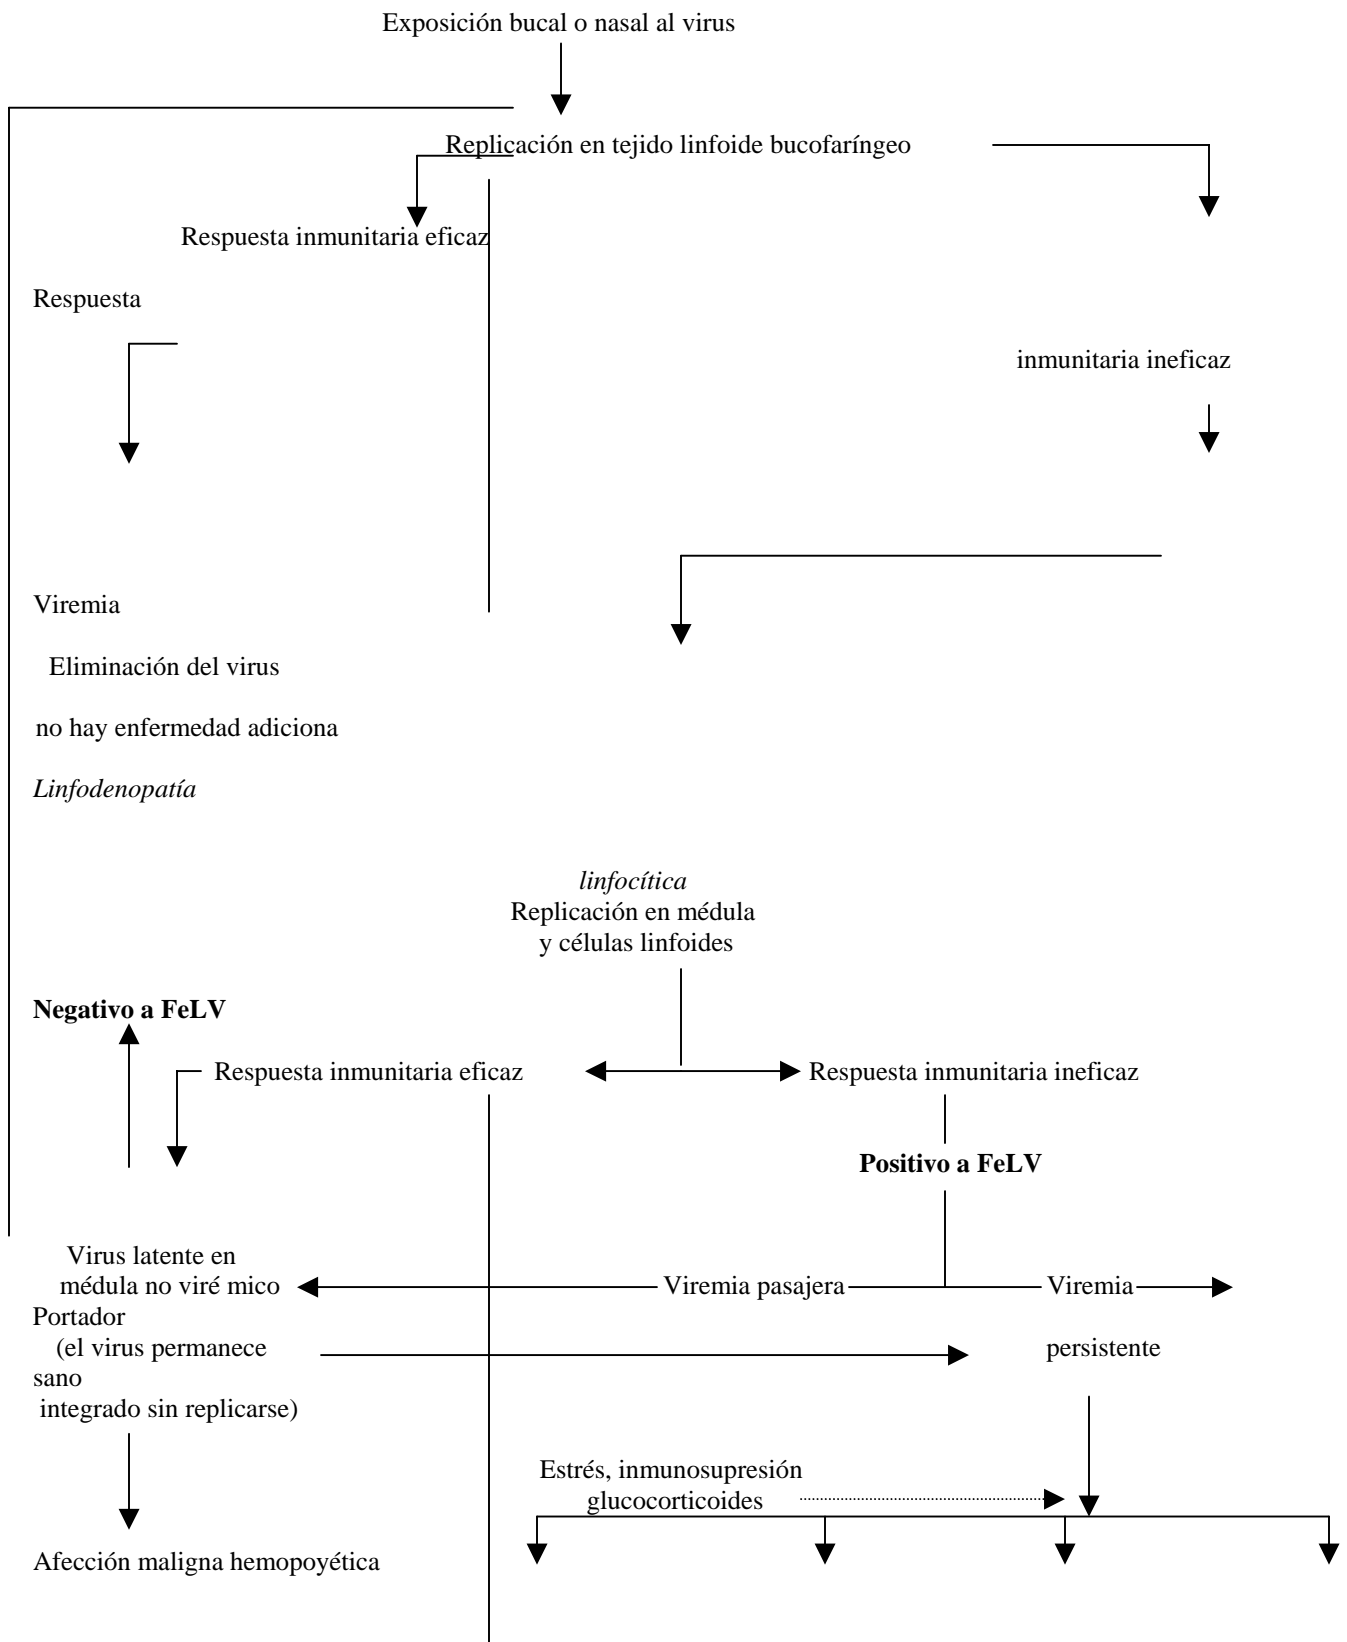 Exposición bucal o nasal al virus
Replicación en tejido linfoide bucofaríngeo
Respuesta inmunitaria eficaz
Respuesta
inmunitaria ineficaz
Viremia
Eliminación del virus
no hay enfermedad adiciona
Linfodenopatía
linfocítica
Replicación en médula
y células linfoides
Negativo a FeLV
Respuesta inmunitaria eficaz
Respuesta inmunitaria ineficaz
Positivo a FeLV
Virus latente en
médula no viré mico
Viremia pasajera
Viremia
Portador
(el virus permanece
persistente
sano
integrado sin replicarse)
Estrés, inmunosupresión
glucocorticoides
Afección maligna hemopoyética